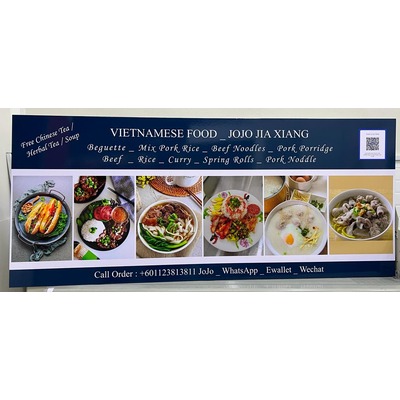 Free Chinese Tea /
Herbal Tea / Soup
VIETNAMESE FOOD _ JOJO JIA XIANG
Beguette _ Mix Pork Rice _ Beef Noodles _ Pork Porridge
Beef _ Rice _ Curry _ Spring Rolls _ Pork Noddle
Call Order : +601123813811 JoJo _ WhatsApp _ Ewallet _ Wechat